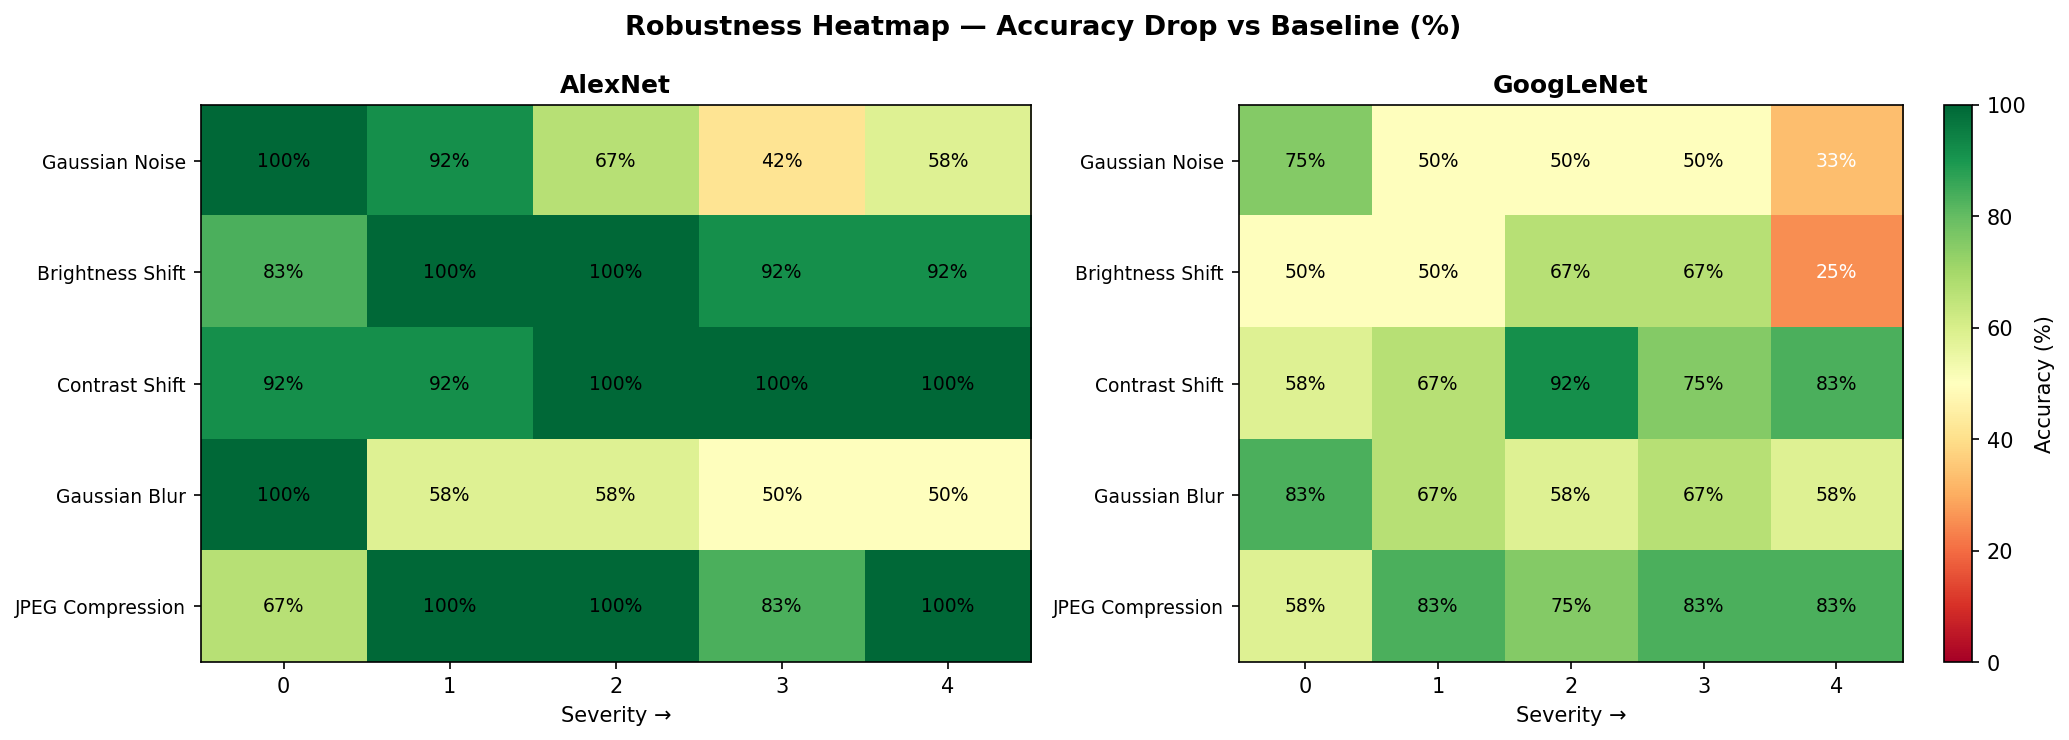 Robustness Heatmap — Accuracy Drop vs Baseline (%)
AlexNet
Gaussian Noise 100% 92% 67% 42% 58%
Brightness Shift 83% 100% 100% 92% 92%
Contrast Shift 92% 92% 100% 100% 100%
Gaussian Blur 100% 58% 58% 50% 50%
JPEG Compression 67% 100% 100% 83% 100%
0 1 2 3 4
Severity →
GoogLeNet
Gaussian Noise 75% 50% 50% 50% 33%
Brightness Shift 50% 50% 67% 67% 25%
Contrast Shift 58% 67% 92% 75% 83%
Gaussian Blur 83% 67% 58% 67% 58%
JPEG Compression 58% 83% 75% 83% 83%
0 1 2 3 4
Severity →
100
80
60
40
20
0
Accuracy (%)